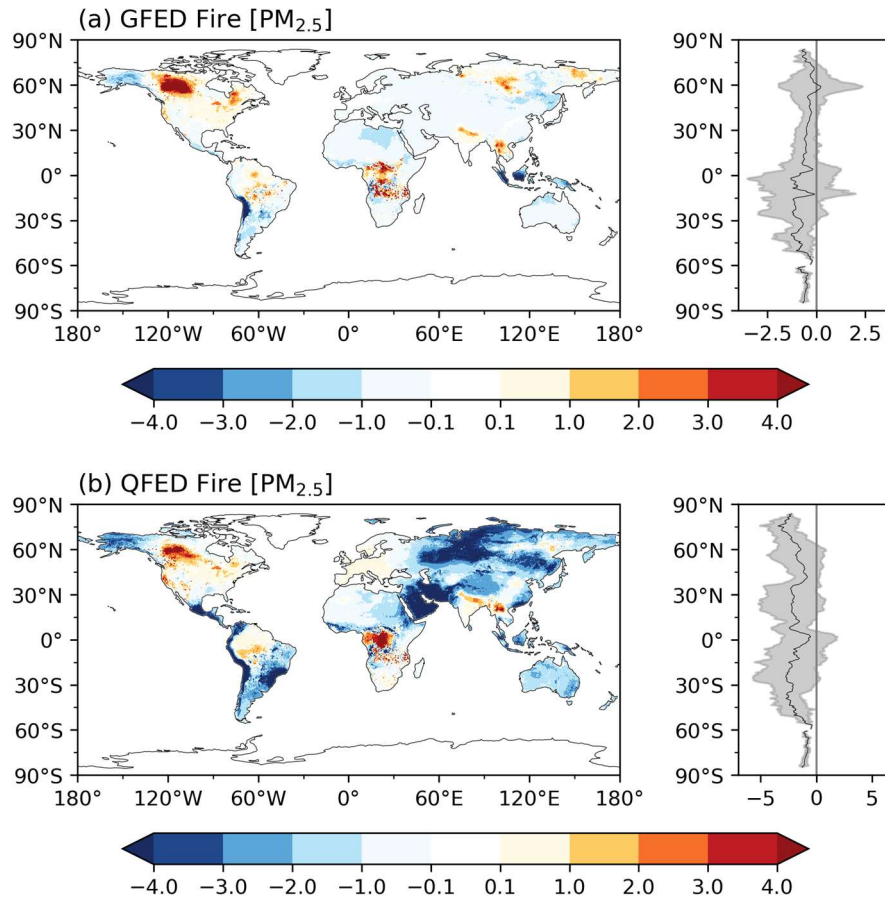 (a) GFED Fire [PM2.5]
90°N 90°N
60°N 60°N
30°N 30°N
0° 0°
30°S 30°S
60°S 60°S
90°S 90°S
180° 120°W 60°W 0° 60°E 120°E 180° −2.5 0.0 2.5
−4.0 −3.0 −2.0 −1.0 −0.1 0.1 1.0 2.0 3.0 4.0
(b) QFED Fire [PM2.5]
90°N 90°N
60°N 60°N
30°N 30°N
0° 0°
30°S 30°S
60°S 60°S
90°S 90°S
180° 120°W 60°W 0° 60°E 120°E 180° −5 0 5
−4.0 −3.0 −2.0 −1.0 −0.1 0.1 1.0 2.0 3.0 4.0